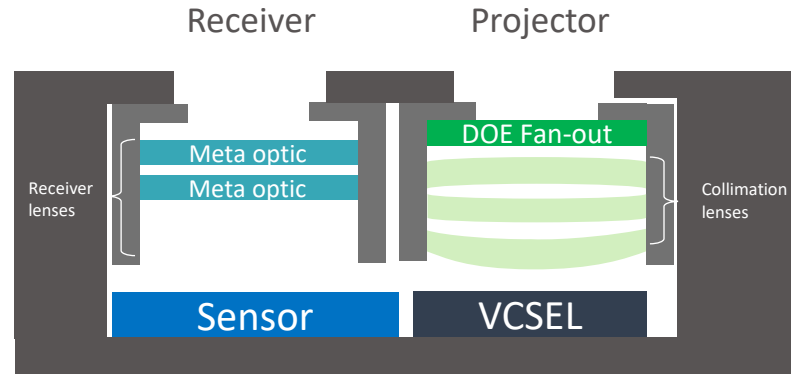 Receiver
Projector
DOE Fan-out
Meta optic
Meta optic
Receiver
lenses
Collimation
lenses
Sensor
VCSEL